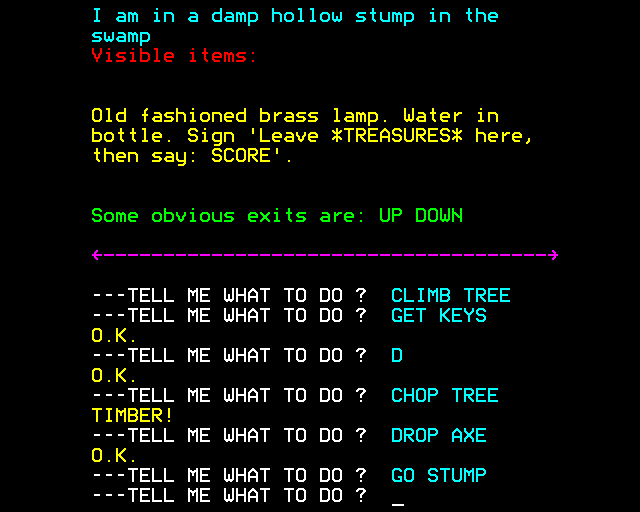 I am in a damp hollow stump in the
swamp
Visible items:
Old fashioned brass lamp. Water in
bottle. Sign 'Leave *TREASURES* here,
then say: SCORE'.
Some obvious exits are: UP DOWN
---TELL ME WHAT TO DO ? CLIMB TREE
---TELL ME WHAT TO DO ? GET KEYS
O.K.
---TELL ME WHAT TO DO ? D
O.K.
---TELL ME WHAT TO DO ? CHOP TREE
TIMBER!
---TELL ME WHAT TO DO ? DROP AXE
O.K.
---TELL ME WHAT TO DO ? GO STUMP
---TELL ME WHAT TO DO ? _